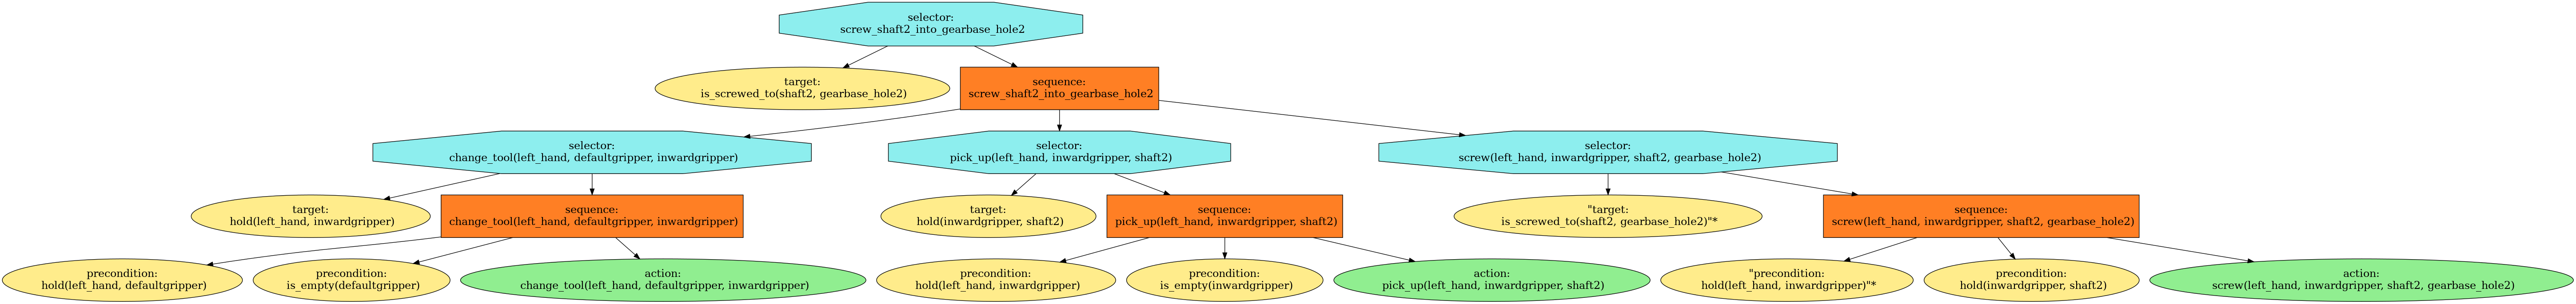 selector:
screw_shaft2_into_gearbase_hole2
target:
is_screwed_to(shaft2, gearbase_hole2)
sequence:
screw_shaft2_into_gearbase_hole2
selector:
change_tool(left_hand, defaultgripper, inwardgripper)
selector:
pick_up(left_hand, inwardgripper, shaft2)
selector:
screw(left_hand, inwardgripper, shaft2, gearbase_hole2)
target:
hold(left_hand, inwardgripper)
sequence:
change_tool(left_hand, defaultgripper, inwardgripper)
target:
hold(inwardgripper, shaft2)
sequence:
pick_up(left_hand, inwardgripper, shaft2)
"target:
is_screwed_to(shaft2, gearbase_hole2)"*
sequence:
screw(left_hand, inwardgripper, shaft2, gearbase_hole2)
precondition:
hold(left_hand, defaultgripper)
precondition:
is_empty(defaultgripper)
action:
change_tool(left_hand, defaultgripper, inwardgripper)
precondition:
hold(left_hand, inwardgripper)
precondition:
is_empty(inwardgripper)
action:
pick_up(left_hand, inwardgripper, shaft2)
"precondition:
hold(left_hand, inwardgripper)"*
precondition:
hold(inwardgripper, shaft2)
action:
screw(left_hand, inwardgripper, shaft2, gearbase_hole2)